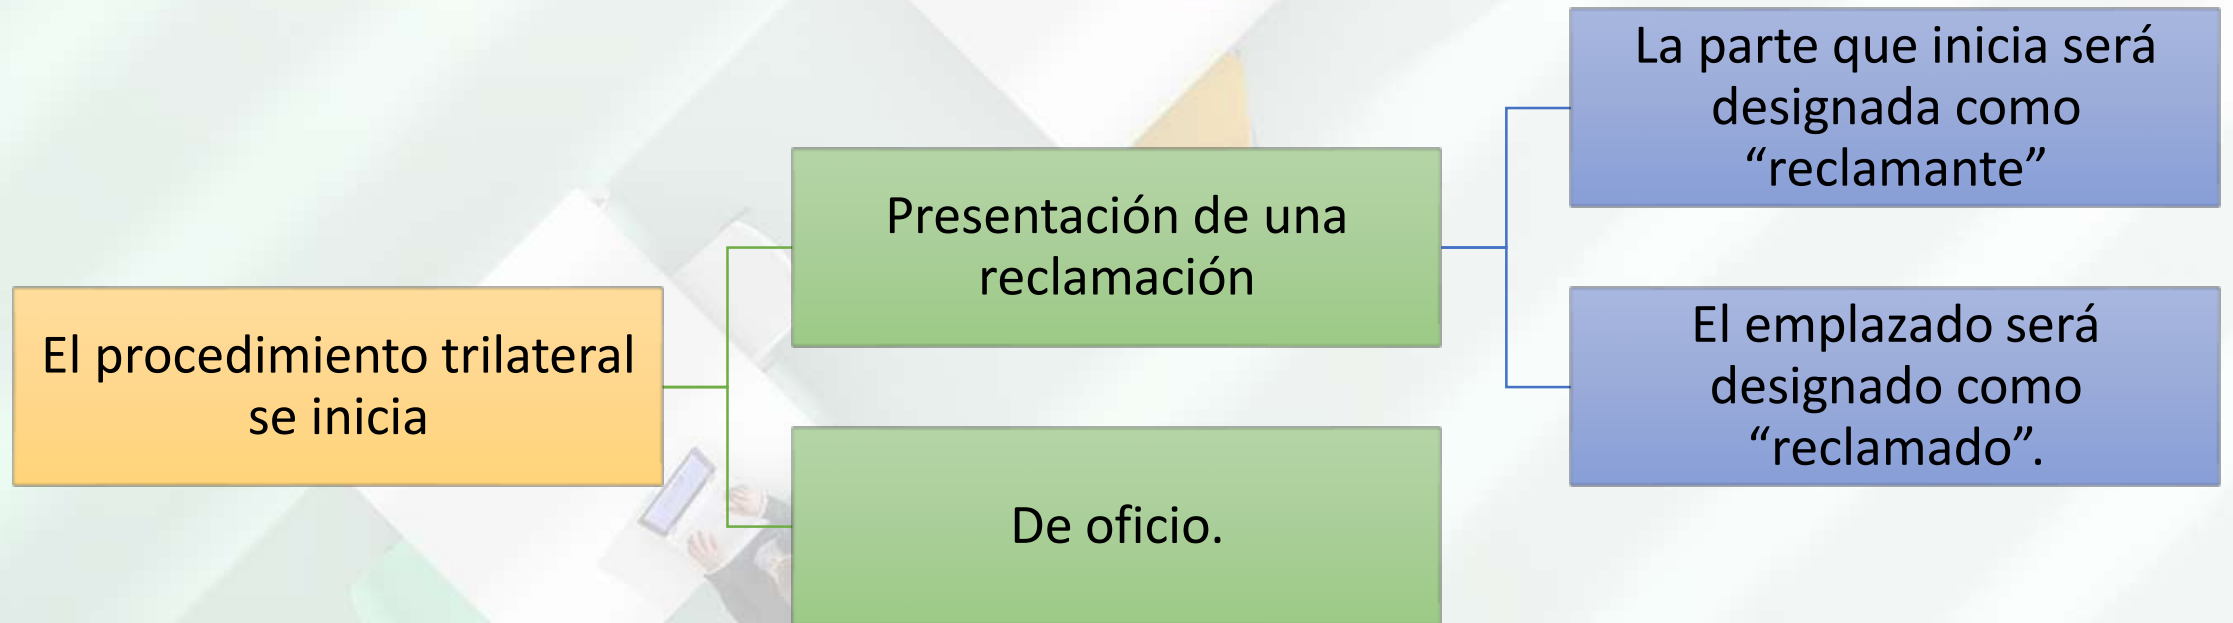 El procedimiento trilateral
se inicia
Presentación de una
reclamación
La parte que inicia será
designada como
“reclamante”
El emplazado será
designado como
“reclamado”.
De oficio.